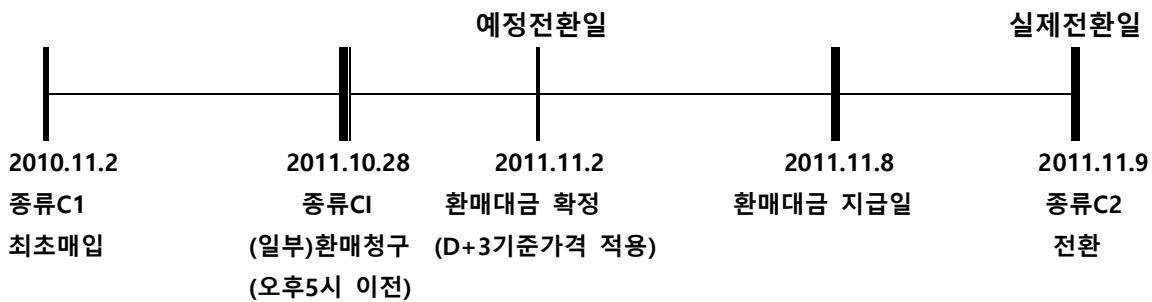 예정전환일 실제전환일
2010.11.2 2011.10.28 2011.11.2 2011.11.8 2011.11.9
종류C1 종류CI 환매대금 확정 환매대금 지급일 종류C2
최초매입 (일부)환매청구 (D+3기준가격 적용) 전환
(오후5시 이전)